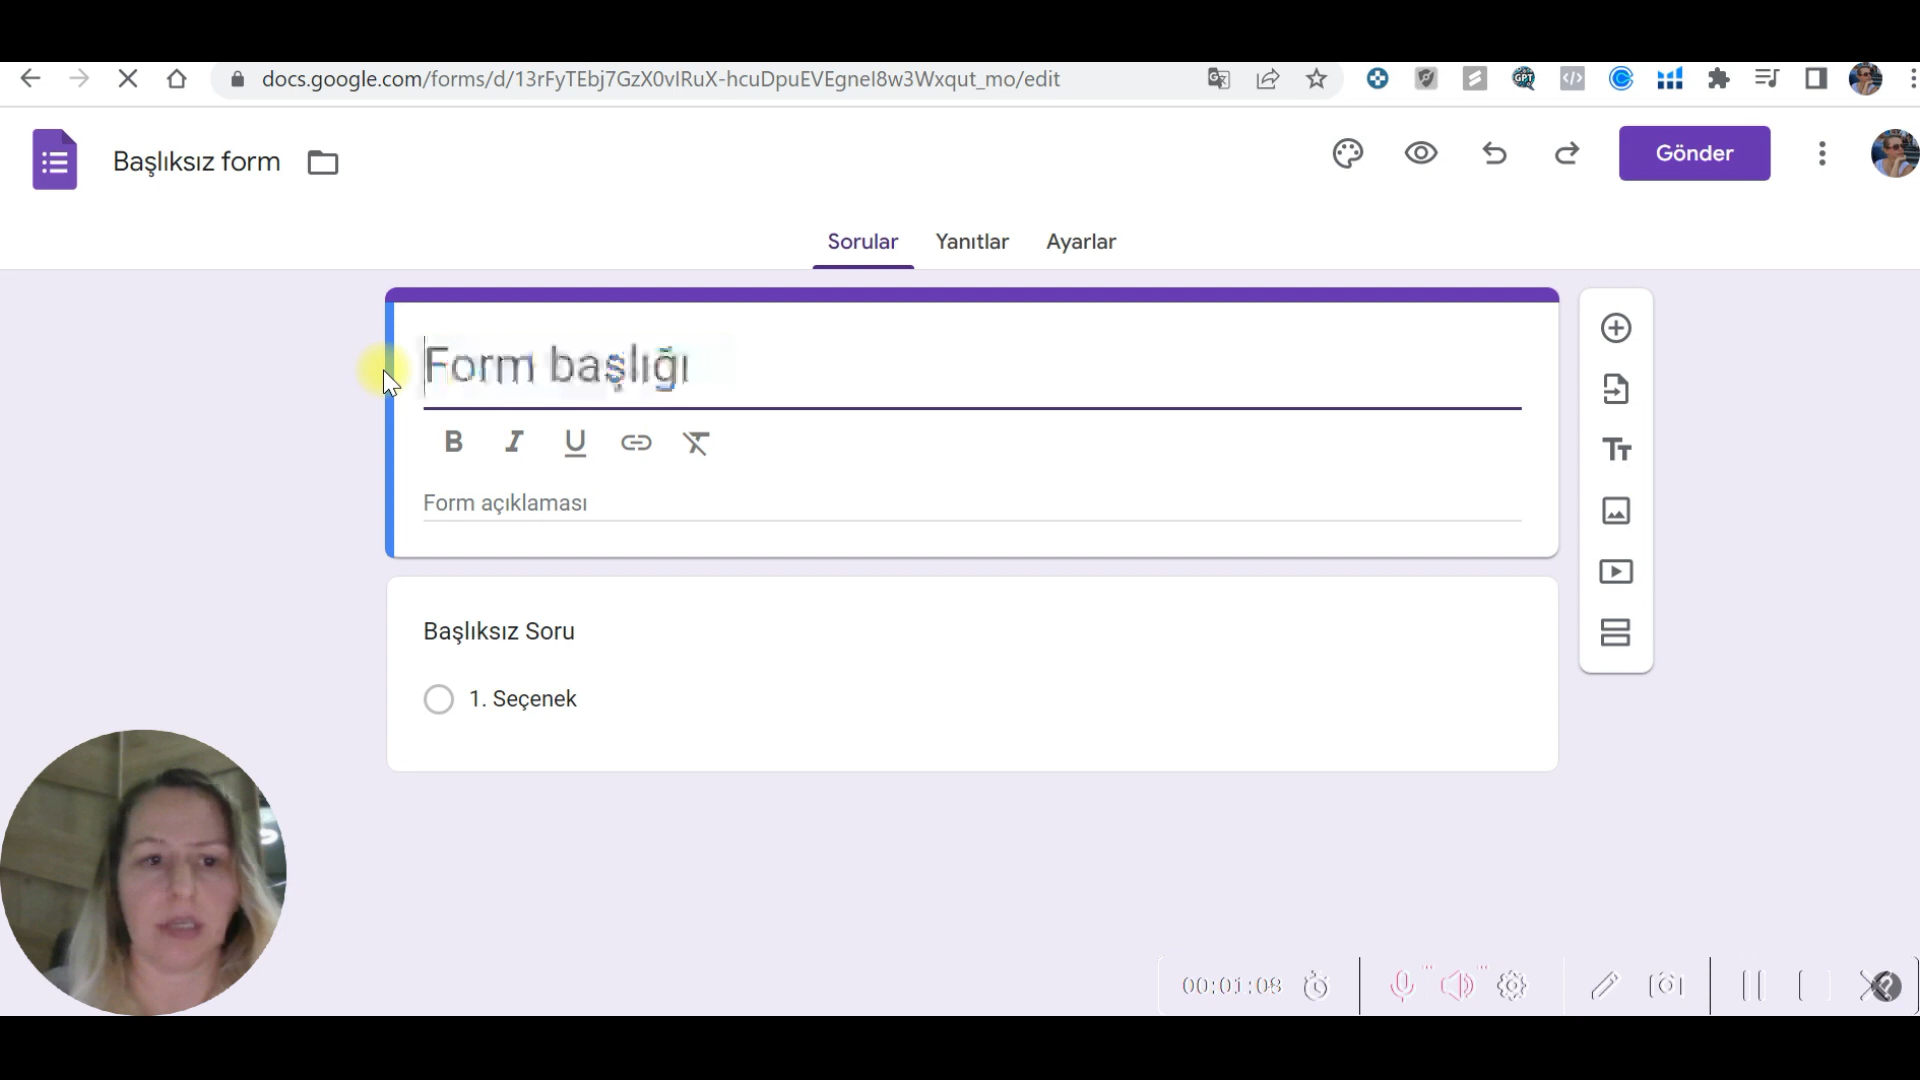 docs.google.com/forms/d/13rFyTEbj7GzX0vIRuX-hcuDpuEVEgnel8w3Wxqut_mo/edit
GPT
Başlıksız form
Gönder
Sorular Yanıtlar Ayarlar
Form başlığı
B I U
Form açıklaması
Başlıksız Soru
1. Seçenek
00:01:08